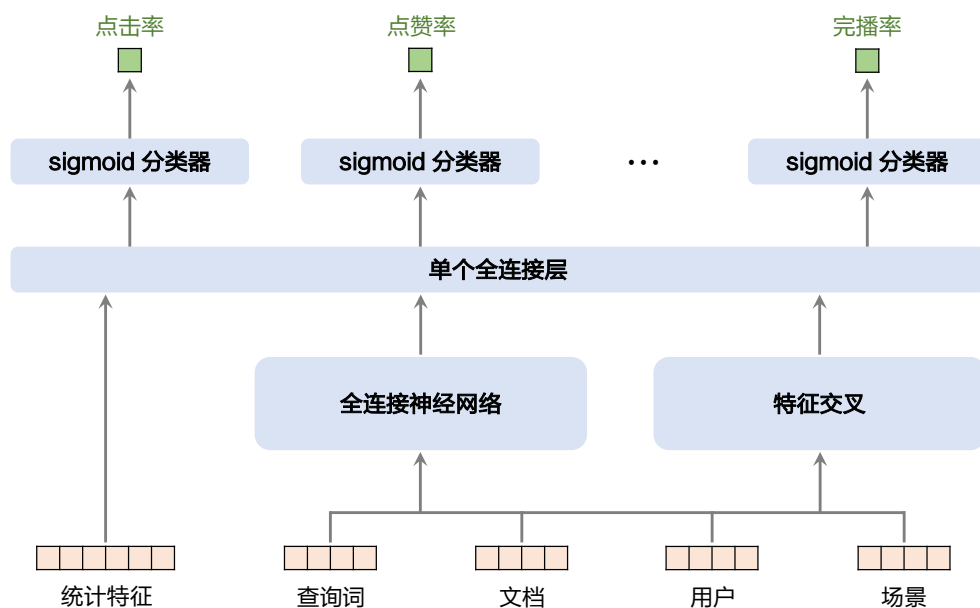 点击率 点赞率 完播率
sigmoid 分类器 sigmoid 分类器 ... sigmoid 分类器
单个全连接层
全连接神经网络 特征交叉
统计特征 查询词 文档 用户 场景